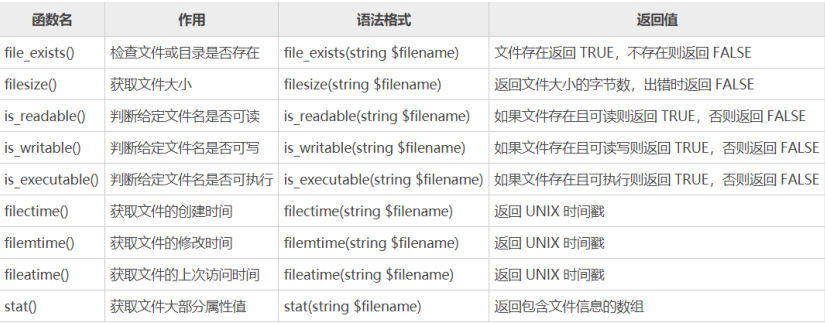 函数名 作用 语法格式 返回值
file_exists() 检查文件或目录是否存在 file_exists(string $filename) 文件存在返回 TRUE，不存在则返回 FALSE
filesize() 获取文件大小 filesize(string $filename) 返回文件大小的字节数，出错时返回 FALSE
is_readable() 判断给定文件名是否可读 is_readable(string $filename) 如果文件存在且可读则返回 TRUE，否则返回 FALSE
is_writable() 判断给定文件名是否可写 is_writable(string $filename) 如果文件存在且可读写则返回 TRUE，否则返回 FALSE
is_executable() 判断给定文件名是否可执行 is_executable(string $filename) 如果文件存在且可执行则返回 TRUE，否则返回 FALSE
filectime() 获取文件的创建时间 filectime(string $filename) 返回 UNIX 时间戳
filemtime() 获取文件的修改时间 filemtime(string $filename) 返回 UNIX 时间戳
fileatime() 获取文件的上次访问时间 fileatime(string $filename) 返回 UNIX 时间戳
stat() 获取文件大部分属性值 stat(string $filename) 返回包含文件信息的数组